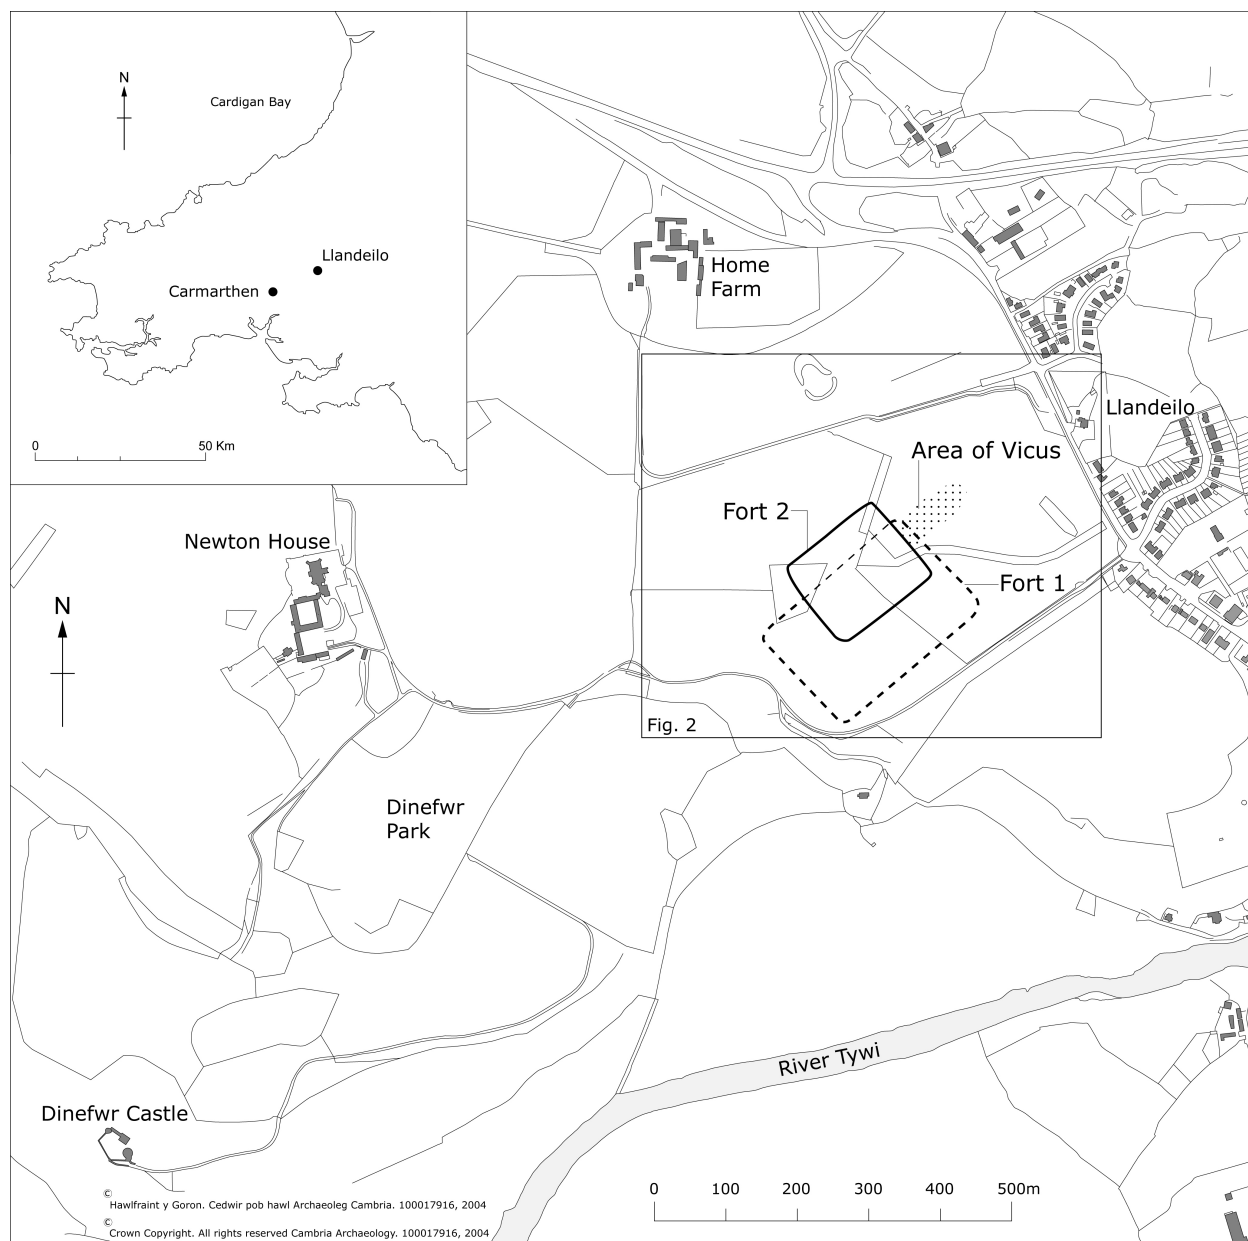 N
Cardigan Bay
Llandeilo
Carmarthen
0
50 Km
Home
Farm
Llandeilo
Area of Vicus
Fort 2
Newton House
Fort 1
N
Fig. 2
Dinefwr
Park
River Tywi
Dinefwr Castle
0 100 200 300 400 500m
©
Hawlfraint y Goron. Cedwir pob hawl Archaeoleg Cambria. 100017916, 2004
©
Crown Copyright. All rights reserved Cambria Archaeology. 100017916, 2004